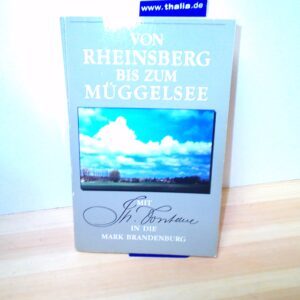 www.thalia.de
VON
RHEINSBERG
BIS ZUM
MÜGGELSEE
MIT
Th. Fontane
IN DIE
MARK BRANDENBURG